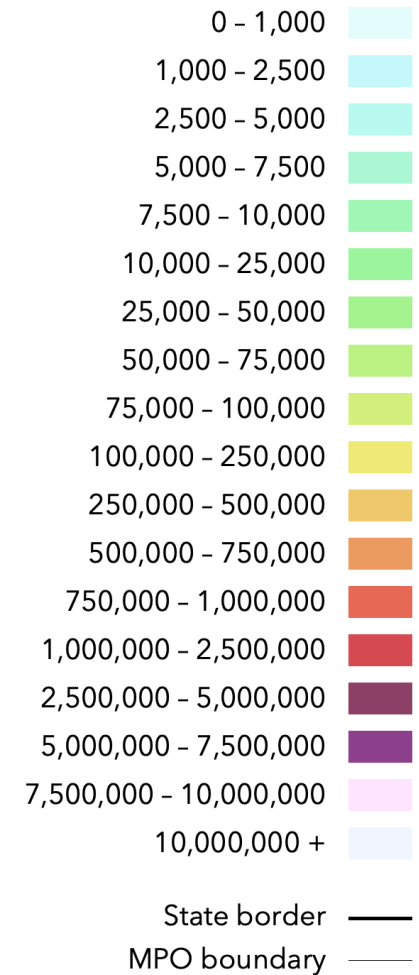 0 – 1,000
1,000 – 2,500
2,500 – 5,000
5,000 – 7,500
7,500 – 10,000
10,000 – 25,000
25,000 – 50,000
50,000 – 75,000
75,000 – 100,000
100,000 – 250,000
250,000 – 500,000
500,000 – 750,000
750,000 – 1,000,000
1,000,000 – 2,500,000
2,500,000 – 5,000,000
5,000,000 – 7,500,000
7,500,000 – 10,000,000
10,000,000 +
State border
MPO boundary